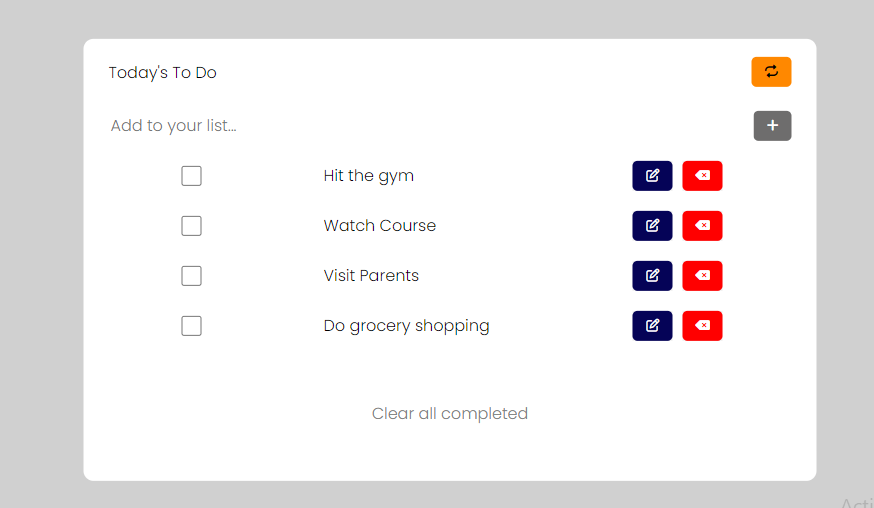 Today's To Do
Add to your list...
Hit the gym
Watch Course
Visit Parents
Do grocery shopping
Clear all completed
Acti